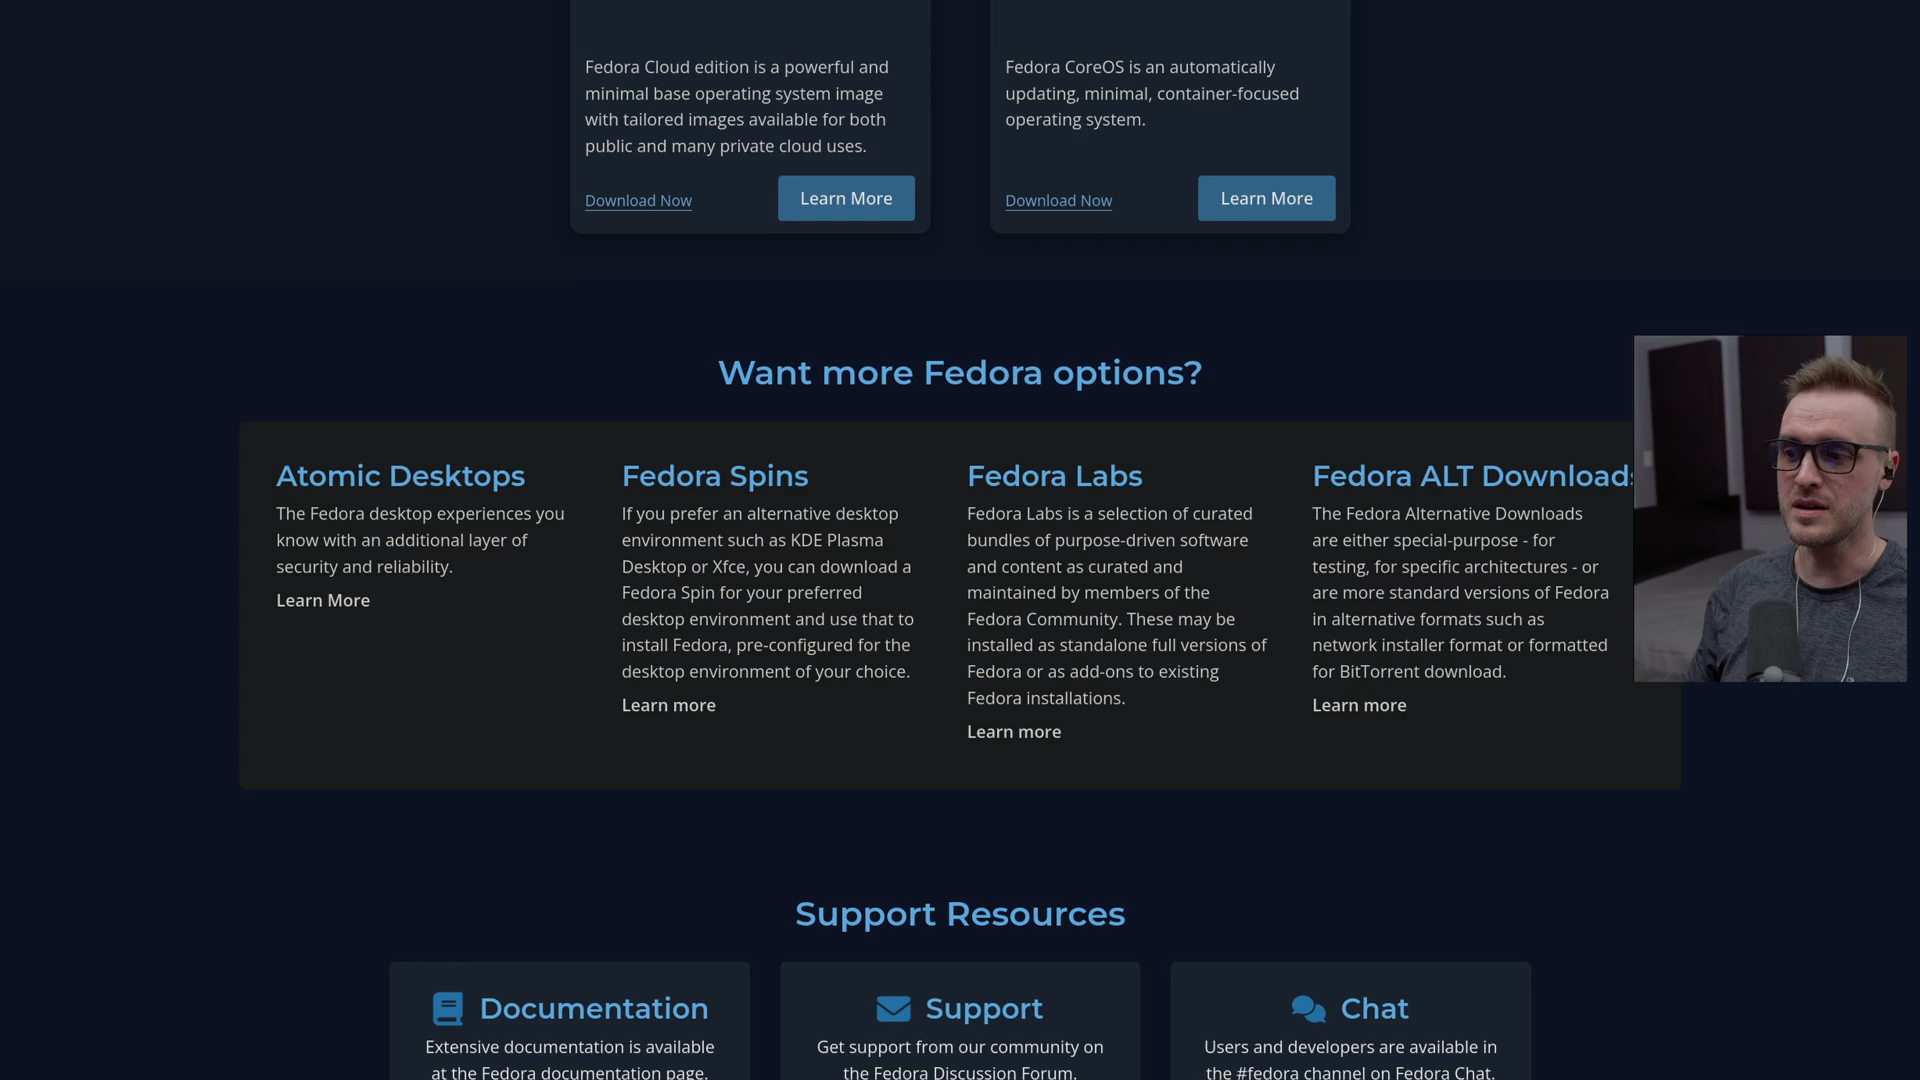 Fedora Cloud edition is a powerful and
minimal base operating system image
with tailored images available for both
public and many private cloud uses.
Download Now
Learn More
Fedora CoreOS is an automatically
updating, minimal, container-focused
operating system.
Download Now
Learn More
Want more Fedora options?
Atomic Desktops
The Fedora desktop experiences you
know with an additional layer of
security and reliability.
Learn More
Fedora Spins
If you prefer an alternative desktop
environment such as KDE Plasma
Desktop or Xfce, you can download a
Fedora Spin for your preferred
desktop environment and use that to
install Fedora, pre-configured for the
desktop environment of your choice.
Learn more
Fedora Labs
Fedora Labs is a selection of curated
bundles of purpose-driven software
and content as curated and
maintained by members of the
Fedora Community. These may be
installed as standalone full versions of
Fedora or as add-ons to existing
Fedora installations.
Learn more
Fedora ALT Downloads
The Fedora Alternative Downloads
are either special-purpose - for
testing, for specific architectures - or
are more standard versions of Fedora
in alternative formats such as
network installer format or formatted
for BitTorrent download.
Learn more
Support Resources
Documentation
Extensive documentation is available
at the Fedora documentation page.
Support
Get support from our community on
the Fedora Discussion Forum.
Chat
Users and developers are available in
the #fedora channel on Fedora Chat.